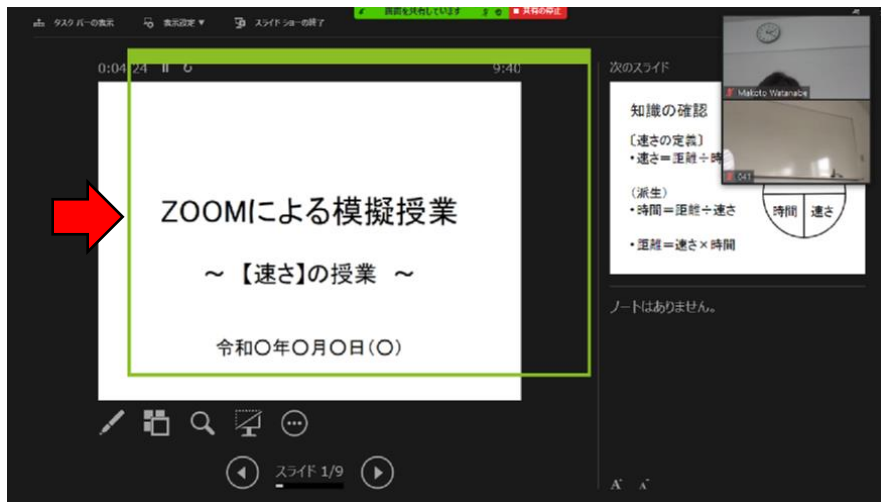 タスク バーの表示　表示設定 ▼　スライド ショーの終了
画面を共有しています　■ 共有の停止
0:04:24　9:40
ZOOMによる模擬授業
～【速さ】の授業 ～
令和〇年〇月〇日(〇)
スライド 1/9
次のスライド
Makoto Watanabe
041
知識の確認
〔速さの定義〕
・速さ＝距離÷時
(派生)
・時間＝距離÷速さ
・距離＝速さ×時間
時間　速さ
ノートはありません。
A　A